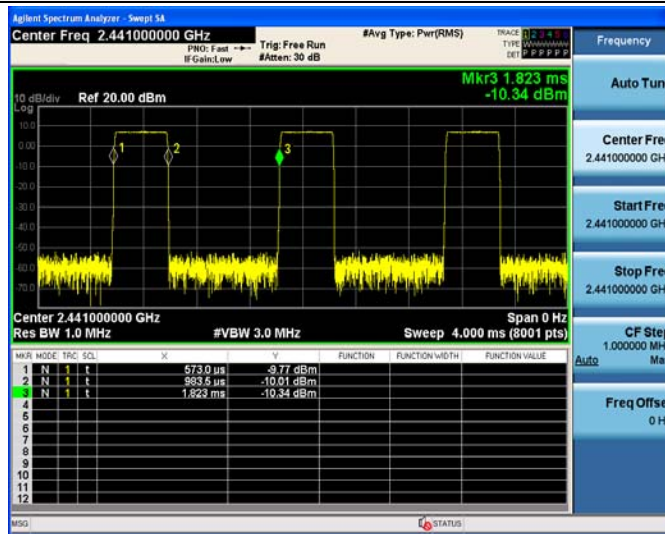 Agilent Spectrum Analyzer - Swept SA
Center Freq 2.441000000 GHz
PNO: Fast
IFGain:Low
Trig: Free Run
#Atten: 30 dB
#Avg Type: Pwr(RMS)
TRACE 1 2 3 4 5 6
TYPE WWWWWW
DET P P P P P P
Mkr3 1.823 ms
-10.34 dBm
10 dB/div Ref 20.00 dBm
Log
10.0
0.00
-10.0
-20.0
-30.0
-40.0
-50.0
-60.0
-70.0
1
2
3
Center 2.441000000 GHz Span 0 Hz
Res BW 1.0 MHz #VBW 3.0 MHz Sweep 4.000 ms (8001 pts)
MKR MODE TRC SCL X Y FUNCTION FUNCTION WIDTH FUNCTION VALUE
1 N 1 t 573.0 µs -9.77 dBm
2 N 1 t 983.5 µs -10.01 dBm
3 N 1 t 1.823 ms -10.34 dBm
4
5
6
7
8
9
10
11
12
MSG STATUS
Frequency
Auto Tun
Center Fre
2.441000000 GH
Start Fre
2.441000000 GH
Stop Fre
2.441000000 GH
CF Step
1.000000 MH
Auto Ma
Freq Offse
0 H